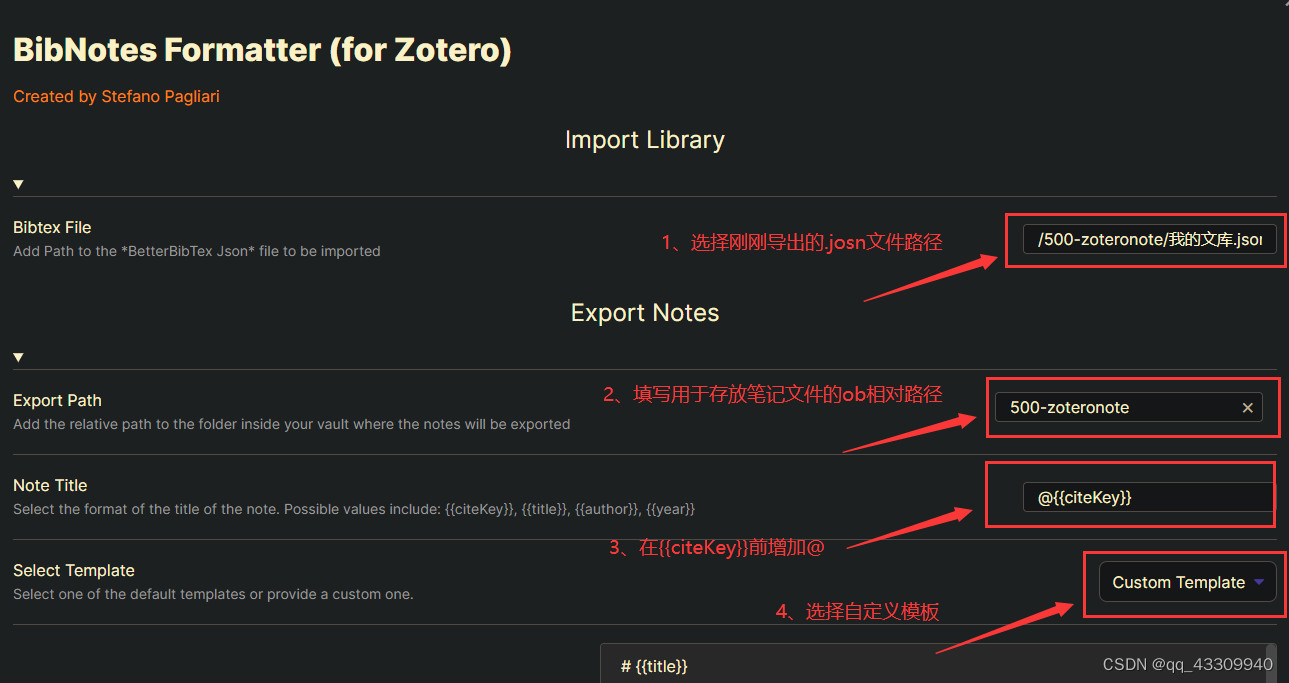 BibNotes Formatter (for Zotero)
Created by Stefano Pagliari
Import Library
Bibtex File
Add Path to the *BetterBibTex Json* file to be imported
1、选择刚刚导出的.josn文件路径
/500-zoteronote/我的文库.json
Export Notes
Export Path
Add the relative path to the folder inside your vault where the notes will be exported
2、填写用于存放笔记文件的ob相对路径
500-zoteronote
Note Title
Select the format of the title of the note. Possible values include: {{citeKey}}, {{title}}, {{author}}, {{year}}
@{{citeKey}}
3、在{{citeKey}}前增加@
Select Template
Select one of the default templates or provide a custom one.
Custom Template
4、选择自定义模板
# {{title}}
CSDN @qq_43309940